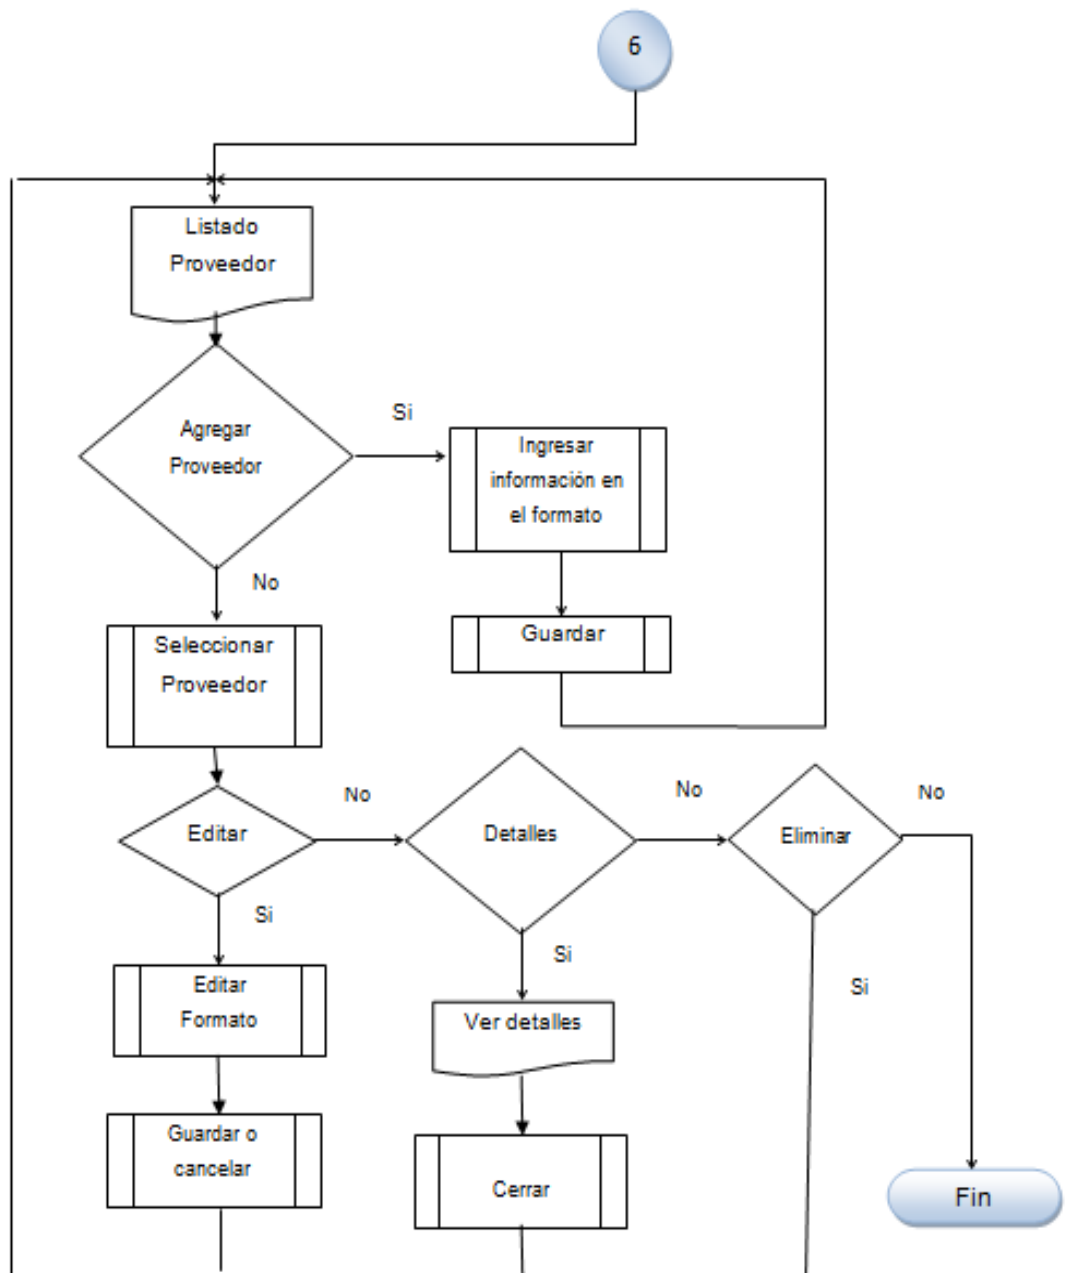 6
Listado
Proveedor
Agregar
Proveedor
Si
Ingresar
información en
el formato
No
Guardar
Seleccionar
Proveedor
Editar
No
Detalles
No
Eliminar
No
Si
Si
Si
Editar
Formato
Ver detalles
Guardar o
cancelar
Cerrar
Fin